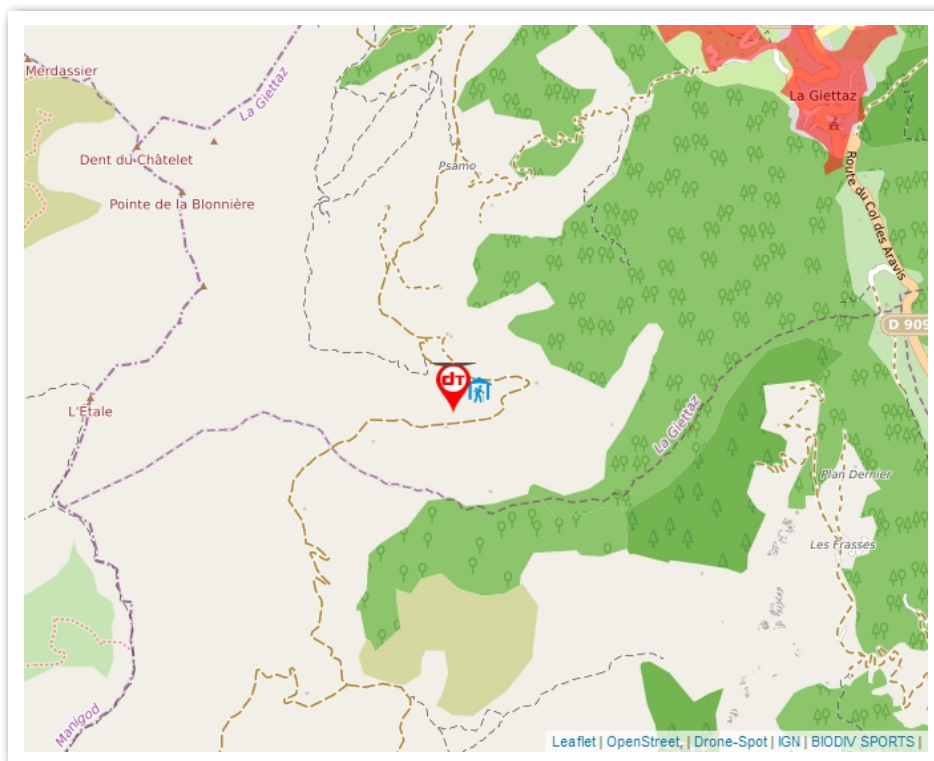 Merdassier
La Giettaz
La Giettaz
Dent du Châtelet
Psamo
Route du Col des Aravis
Pointe de la Blonnière
D 909
dT
L'Étale
La Giettaz
Plan Dernier
Les Frasses
Manigod
Leaflet | OpenStreet, | Drone-Spot | IGN | BIODIV SPORTS |